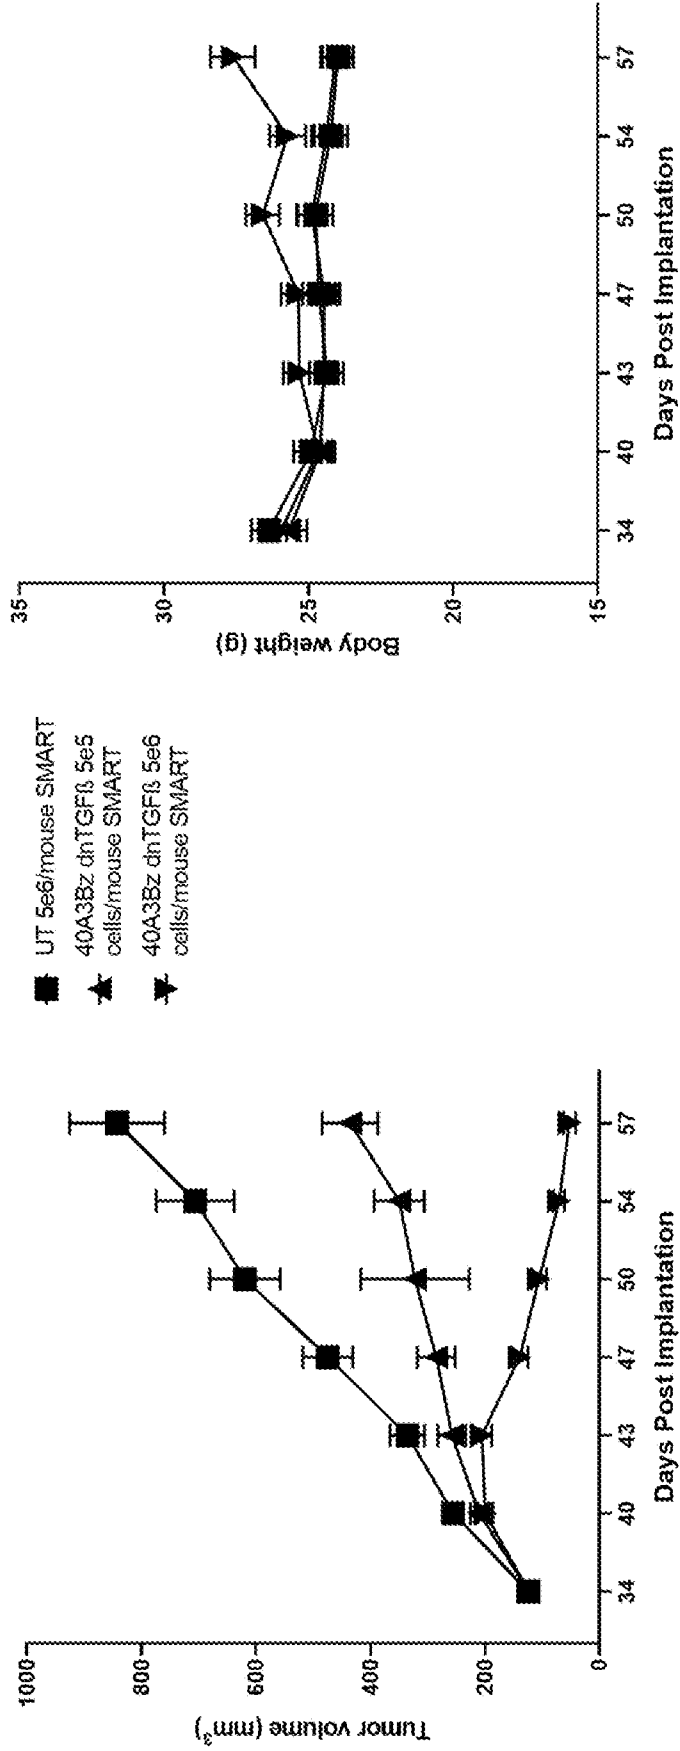 1000
800
600
400
200
0
Tumor volume (mm³)
34
40
43
47
50
54
57
Days Post Implantation
UT 5e6/mouse SMART
40A3Bz dnTGFß 5e5
cells/mouse SMART
40A3Bz dnTGFß 5e6
cells/mouse SMART
35
30
25
20
15
Body weight (g)
34
40
43
47
50
54
57
Days Post Implantation